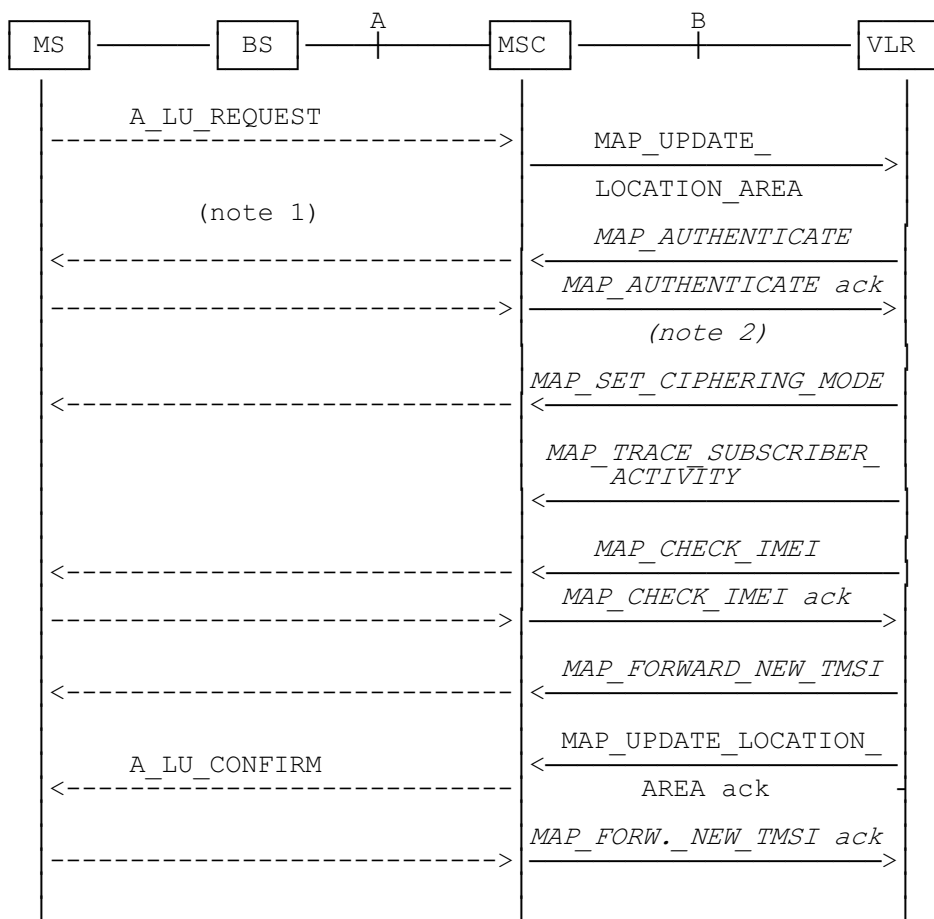 A
B
MS
BS
MSC
VLR
A_LU_REQUEST
MAP_UPDATE_
LOCATION_AREA
(note 1)
MAP_AUTHENTICATE
MAP_AUTHENTICATE ack
(note 2)
MAP_SET_CIPHERING_MODE
MAP_TRACE_SUBSCRIBER_
ACTIVITY
MAP_CHECK_IMEI
MAP_CHECK_IMEI ack
MAP_FORWARD_NEW_TMSI
MAP_UPDATE_LOCATION_
A_LU_CONFIRM
AREA ack
MAP_FORW._NEW_TMSI ack